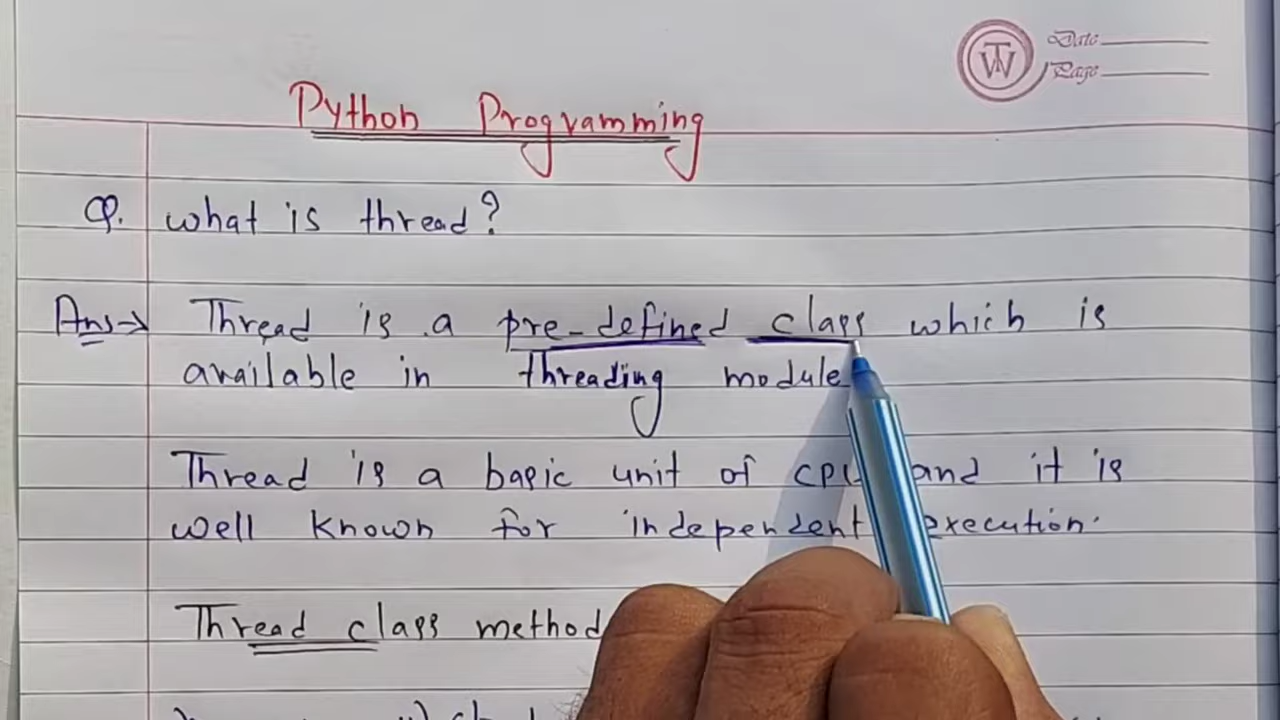 Date
Page
Python Programming
Q. what is thread?
Ans→ Thread is a pre-defined class which is
available in threading module
Thread is a basic unit of CPU and it is
well known for independent execution.
Thread class method